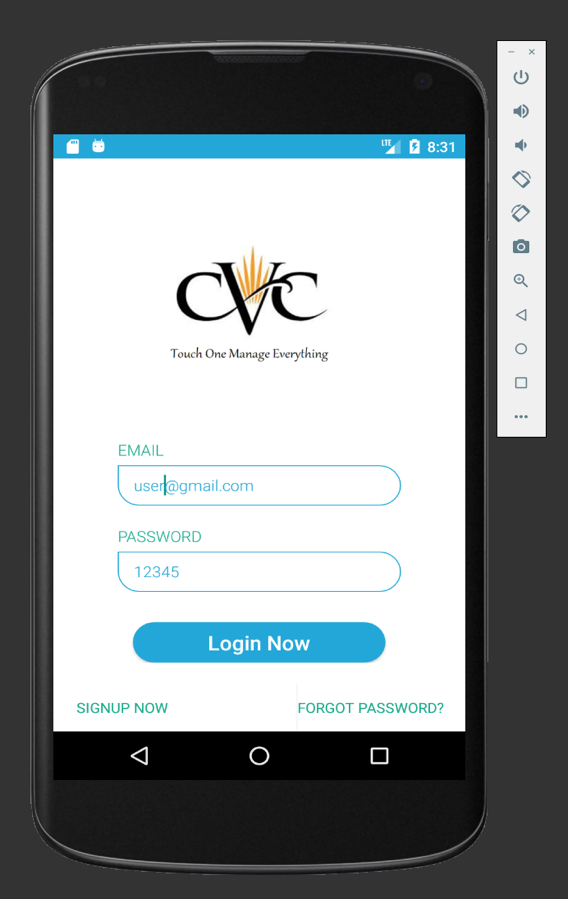 LTE 8:31
CVC
Touch One Manage Everything
EMAIL
user@gmail.com
PASSWORD
12345
Login Now
SIGNUP NOW FORGOT PASSWORD?